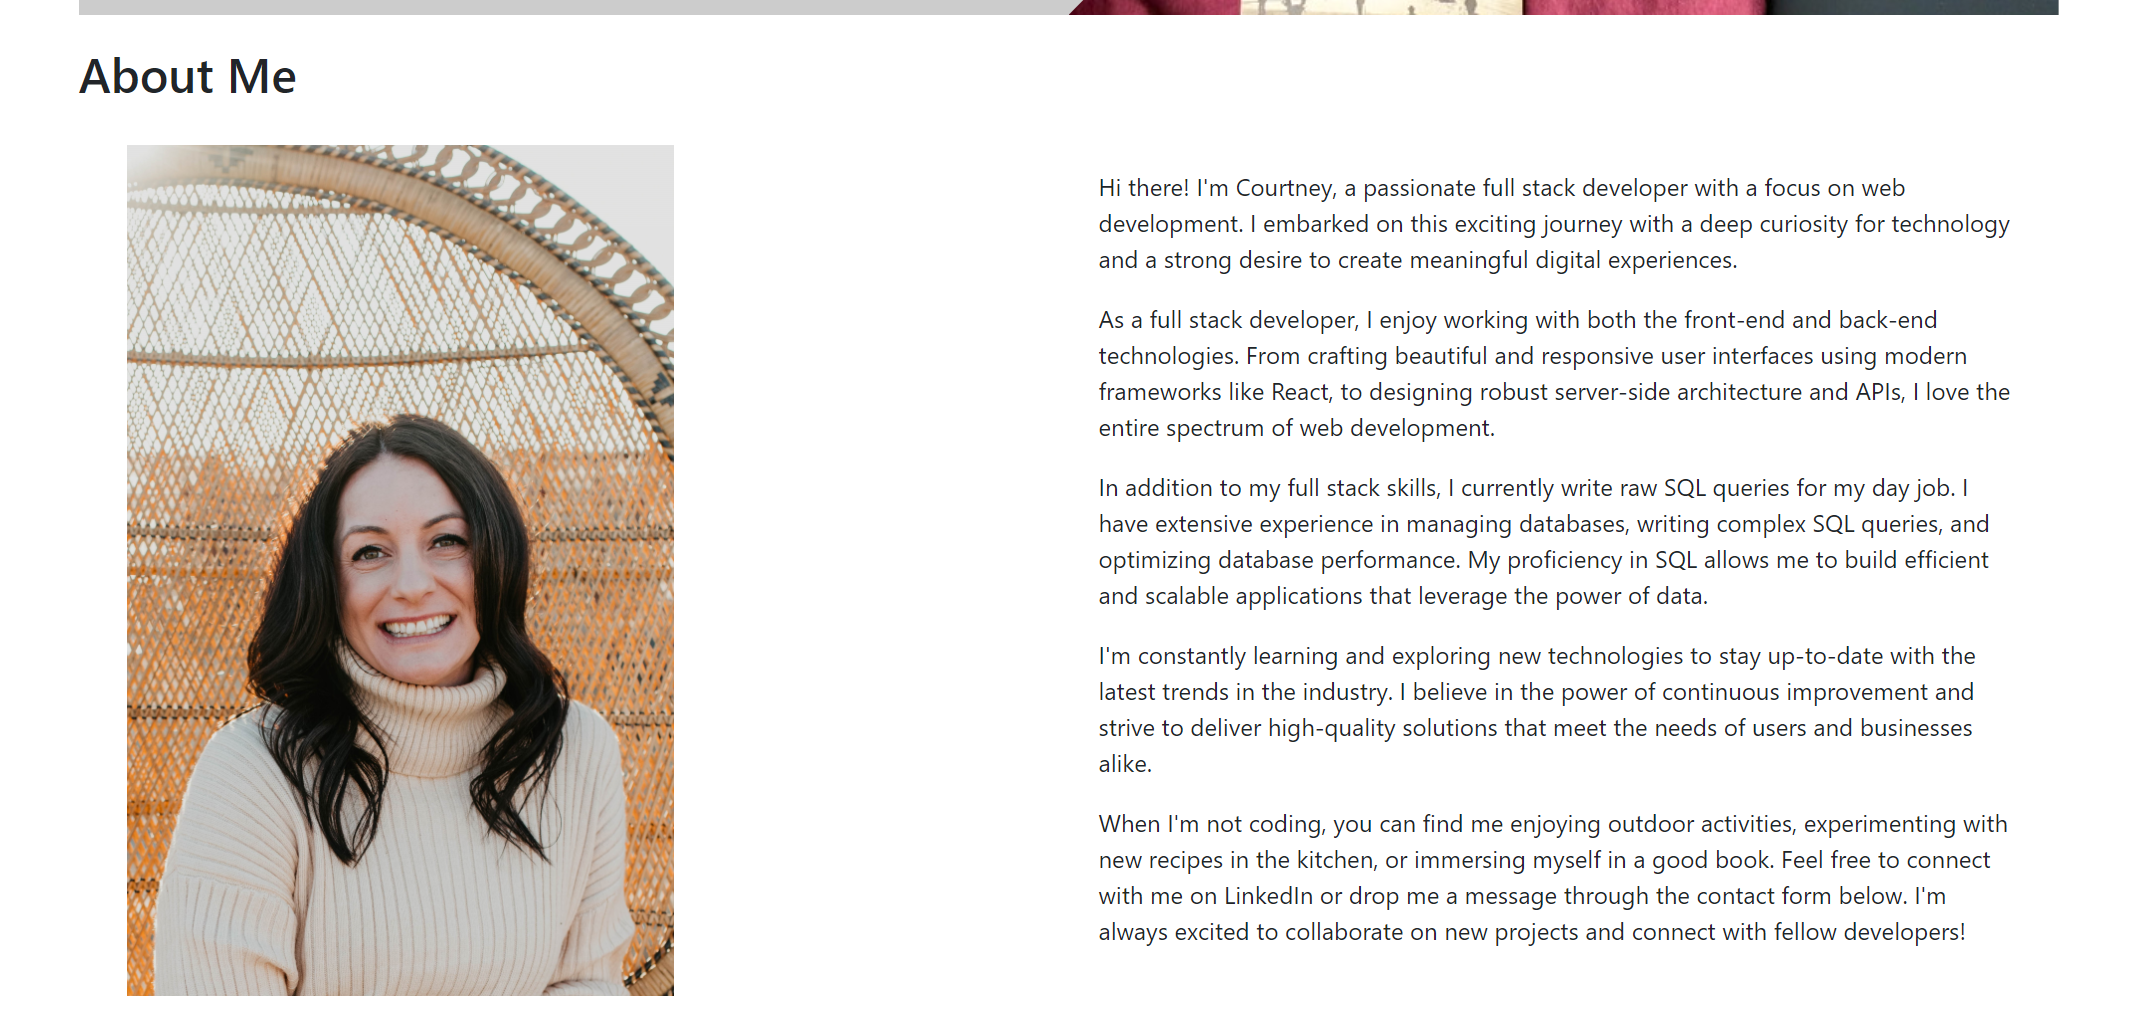 About Me
Hi there! I'm Courtney, a passionate full stack developer with a focus on web
development. I embarked on this exciting journey with a deep curiosity for technology
and a strong desire to create meaningful digital experiences.
As a full stack developer, I enjoy working with both the front-end and back-end
technologies. From crafting beautiful and responsive user interfaces using modern
frameworks like React, to designing robust server-side architecture and APIs, I love the
entire spectrum of web development.
In addition to my full stack skills, I currently write raw SQL queries for my day job. I
have extensive experience in managing databases, writing complex SQL queries, and
optimizing database performance. My proficiency in SQL allows me to build efficient
and scalable applications that leverage the power of data.
I'm constantly learning and exploring new technologies to stay up-to-date with the
latest trends in the industry. I believe in the power of continuous improvement and
strive to deliver high-quality solutions that meet the needs of users and businesses
alike.
When I'm not coding, you can find me enjoying outdoor activities, experimenting with
new recipes in the kitchen, or immersing myself in a good book. Feel free to connect
with me on LinkedIn or drop me a message through the contact form below. I'm
always excited to collaborate on new projects and connect with fellow developers!